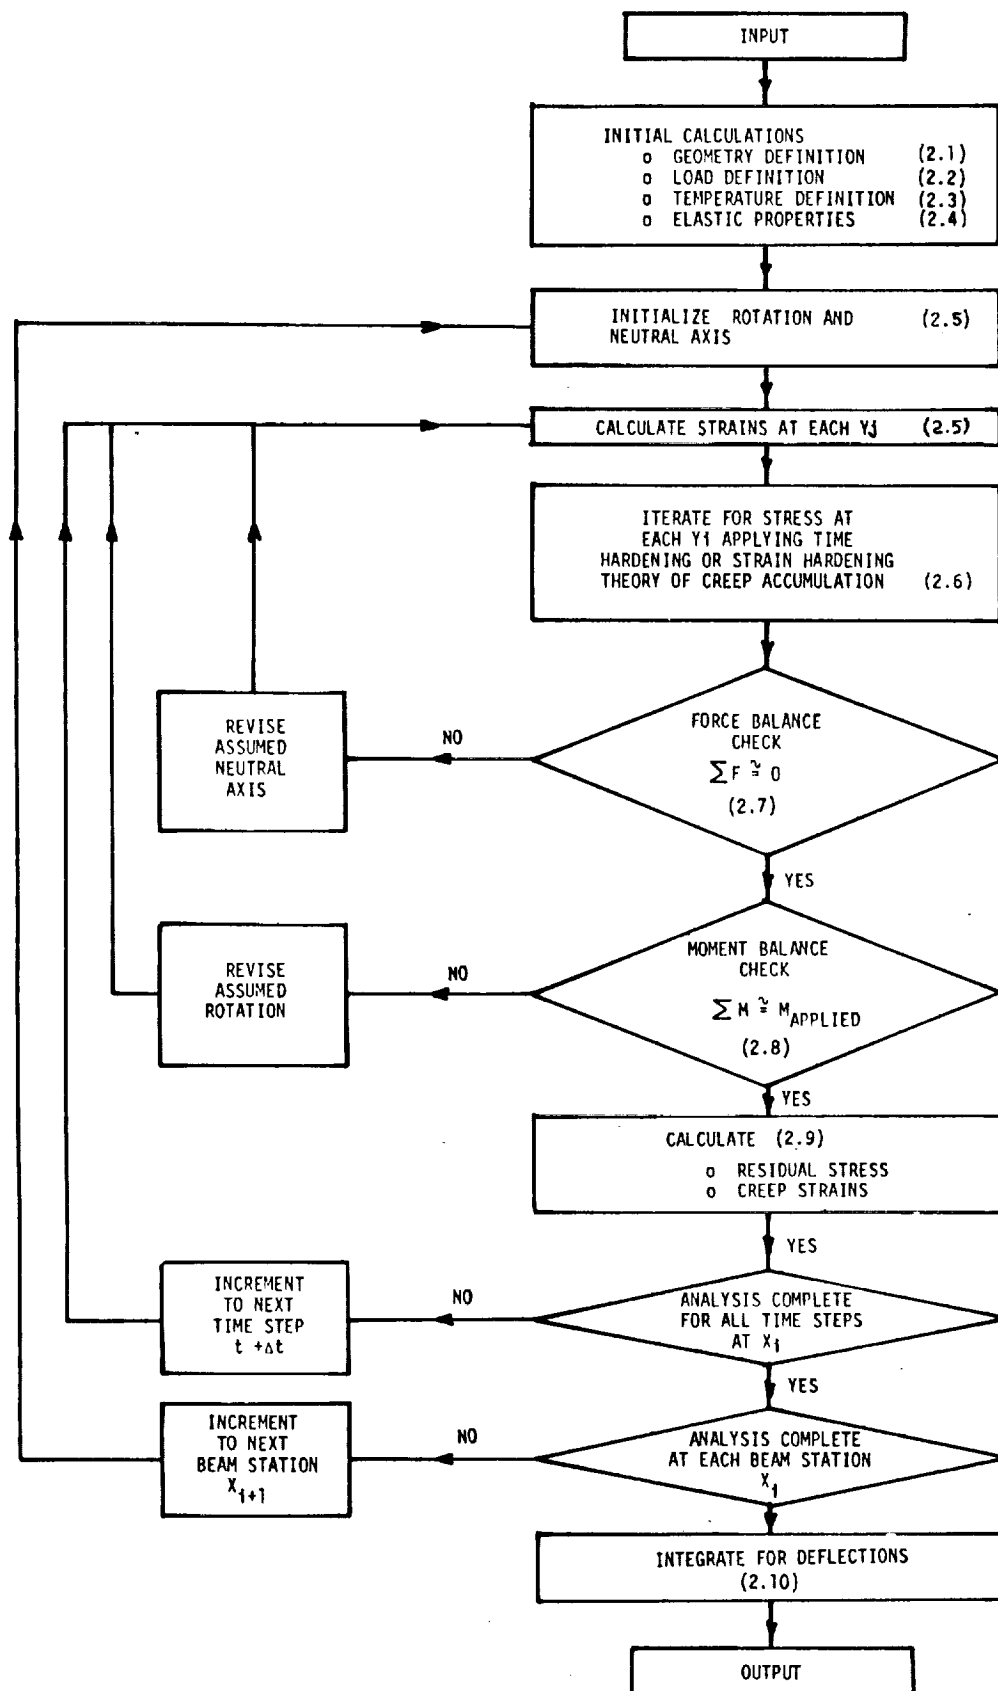 INPUT
INITIAL CALCULATIONS
o GEOMETRY DEFINITION (2.1)
o LOAD DEFINITION (2.2)
o TEMPERATURE DEFINITION (2.3)
o ELASTIC PROPERTIES (2.4)
INITIALIZE ROTATION AND (2.5)
NEUTRAL AXIS
CALCULATE STRAINS AT EACH Yj (2.5)
ITERATE FOR STRESS AT
EACH Yi APPLYING TIME
HARDENING OR STRAIN HARDENING
THEORY OF CREEP ACCUMULATION (2.6)
REVISE
ASSUMED
NEUTRAL
AXIS
NO
FORCE BALANCE
CHECK
∑F ≅ 0
(2.7)
YES
REVISE
ASSUMED
ROTATION
NO
MOMENT BALANCE
CHECK
∑M ≅ M_APPLIED
(2.8)
YES
CALCULATE (2.9)
o RESIDUAL STRESS
o CREEP STRAINS
YES
INCREMENT
TO NEXT
TIME STEP
t +Δt
NO
ANALYSIS COMPLETE
FOR ALL TIME STEPS
AT X_i
YES
INCREMENT
TO NEXT
BEAM STATION
X_i+1
NO
ANALYSIS COMPLETE
AT EACH BEAM STATION
X_i
INTEGRATE FOR DEFLECTIONS
(2.10)
OUTPUT